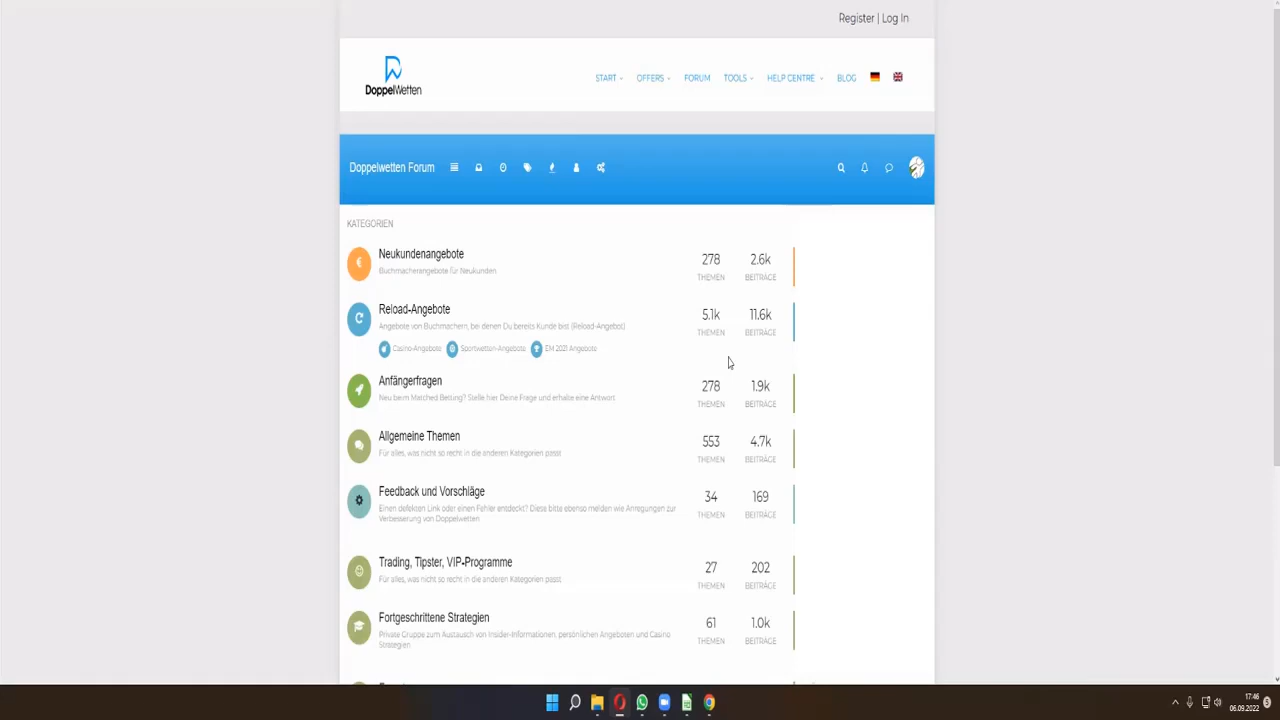 Register | Log In
DoppelWetten
START OFFERS FORUM TOOLS HELP CENTRE BLOG
Doppelwetten Forum
KATEGORIEN
Neukundenangebote
Buchmacherangebote für Neukunden
278 2.6k
THEMEN BEITRÄGE
Reload-Angebote
Angebote von Buchmachern, bei denen Du bereits Kunde bist (Reload-Angebot)
5.1k 11.6k
THEMEN BEITRÄGE
Casino-Angebote Sportwetten-Angebote EM 2021 Angebote
Anfängerfragen
Neu beim Matched Betting? Stelle hier Deine Frage und erhalte eine Antwort
278 1.9k
THEMEN BEITRÄGE
Allgemeine Themen
Für alles, was nicht so recht in die anderen Kategorien passt
553 4.7k
THEMEN BEITRÄGE
Feedback und Vorschläge
Einen defekten Link oder einen Fehler entdeckt? Diese bitte ebenso melden wie Anregungen zur
Verbesserung von Doppelwetten
34 169
THEMEN BEITRÄGE
Trading, Tipster, VIP-Programme
Für alles, was nicht so recht in die anderen Kategorien passt
27 202
THEMEN BEITRÄGE
Fortgeschrittene Strategien
Private Gruppe zum Austausch von Insider-Informationen, persönlichen Angeboten und Casino
Strategien
61 1.0k
THEMEN BEITRÄGE
17:46
06.09.2022